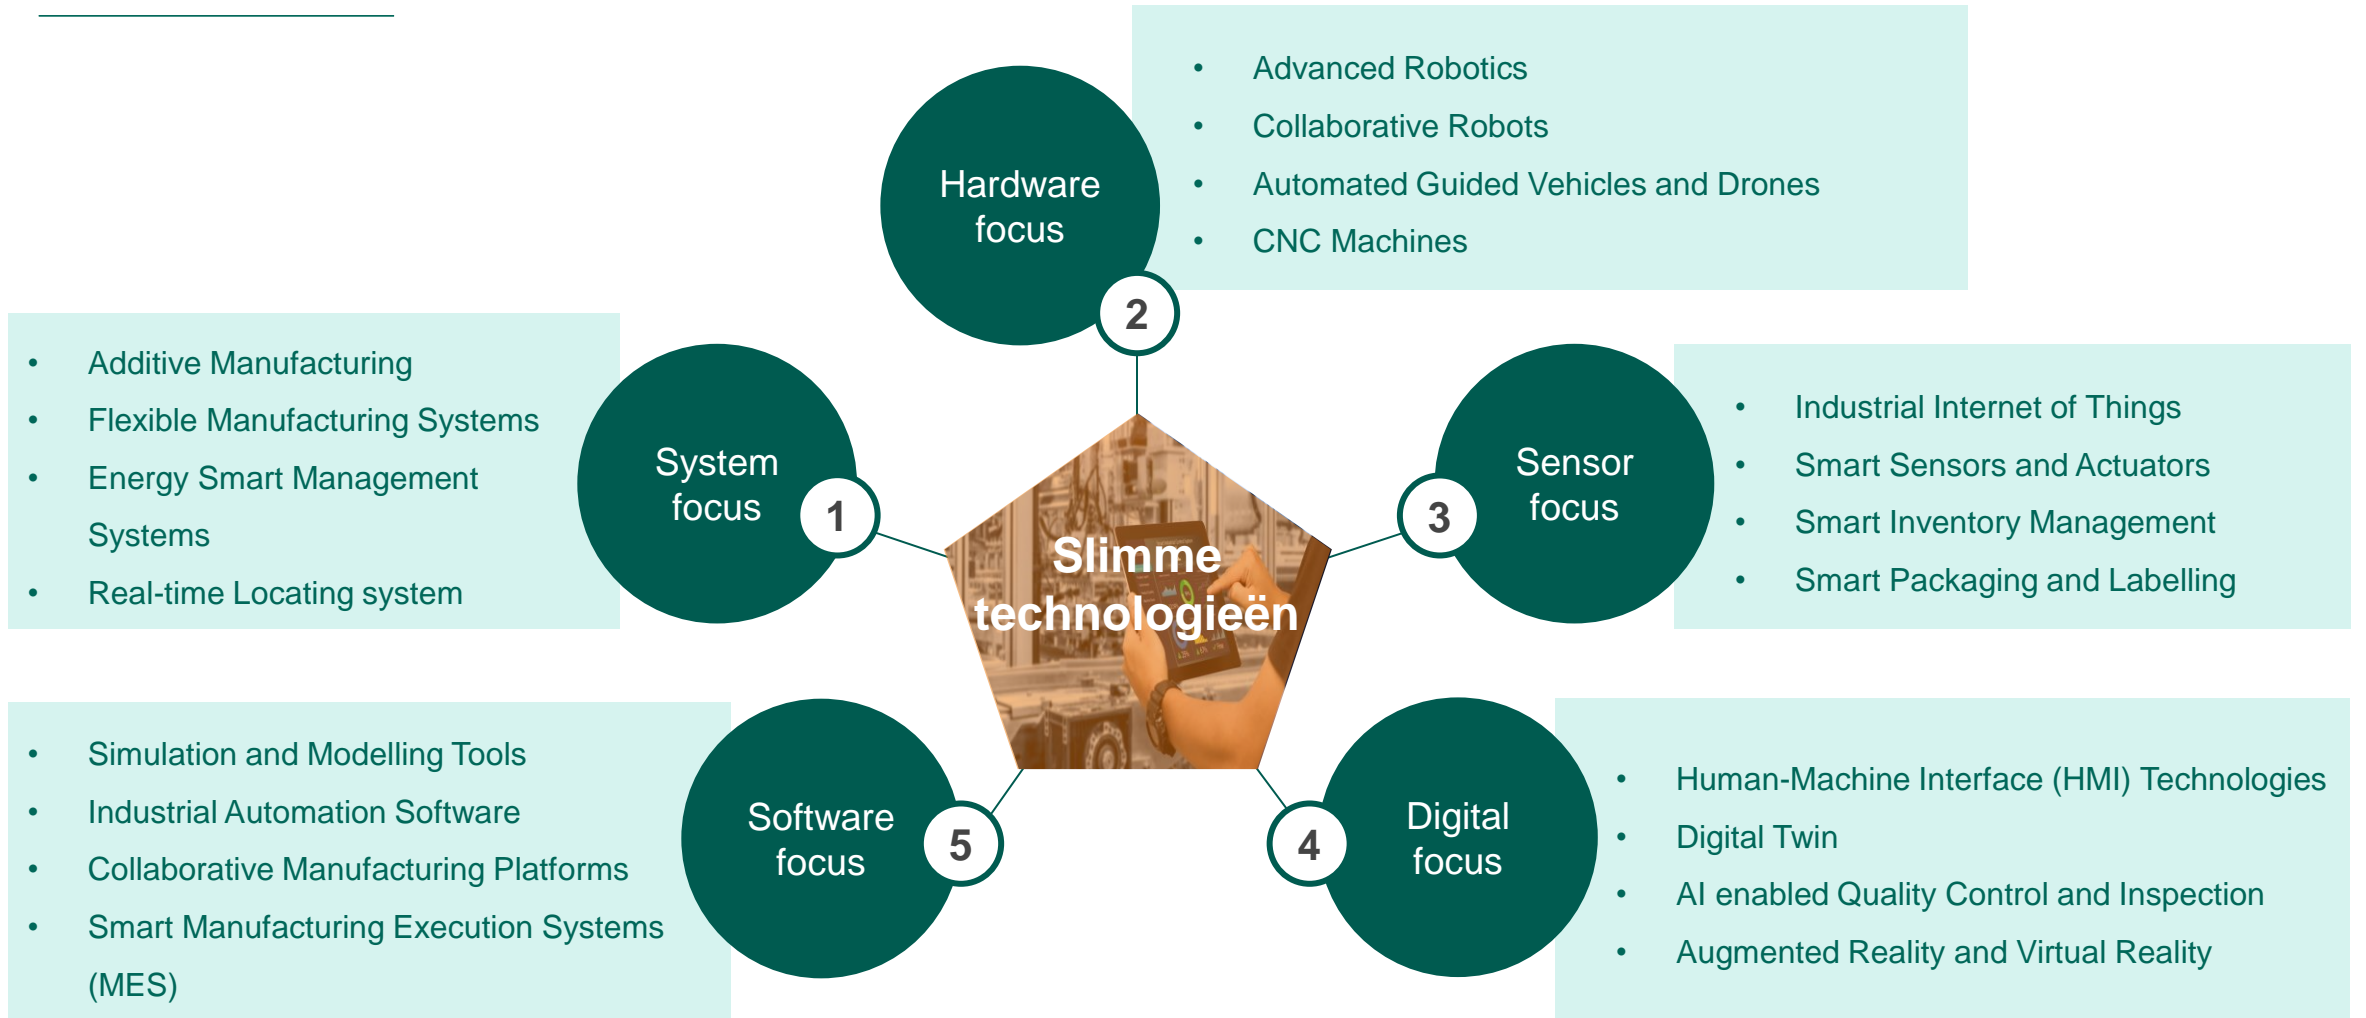 • Advanced Robotics
• Collaborative Robots
• Automated Guided Vehicles and Drones
• CNC Machines
Hardware
focus
2
• Additive Manufacturing
• Flexible Manufacturing Systems
• Energy Smart Management
Systems
• Real-time Locating system
System
focus
1
Slimme
technologieën
3
Sensor
focus
• Industrial Internet of Things
• Smart Sensors and Actuators
• Smart Inventory Management
• Smart Packaging and Labelling
• Simulation and Modelling Tools
• Industrial Automation Software
• Collaborative Manufacturing Platforms
• Smart Manufacturing Execution Systems
(MES)
Software
focus
5
4
Digital
focus
• Human-Machine Interface (HMI) Technologies
• Digital Twin
• AI enabled Quality Control and Inspection
• Augmented Reality and Virtual Reality